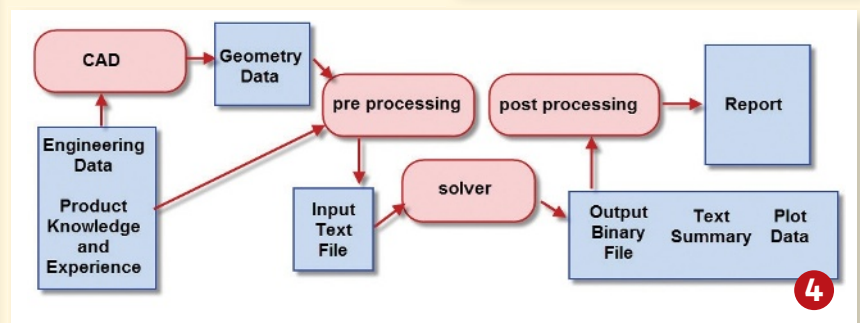 CAD
Geometry
Data
pre processing
post processing
Report
Engineering
Data
Product
Knowledge
and
Experience
Input
Text
File
solver
Output
Binary
File
Text
Summary
Plot
Data
4